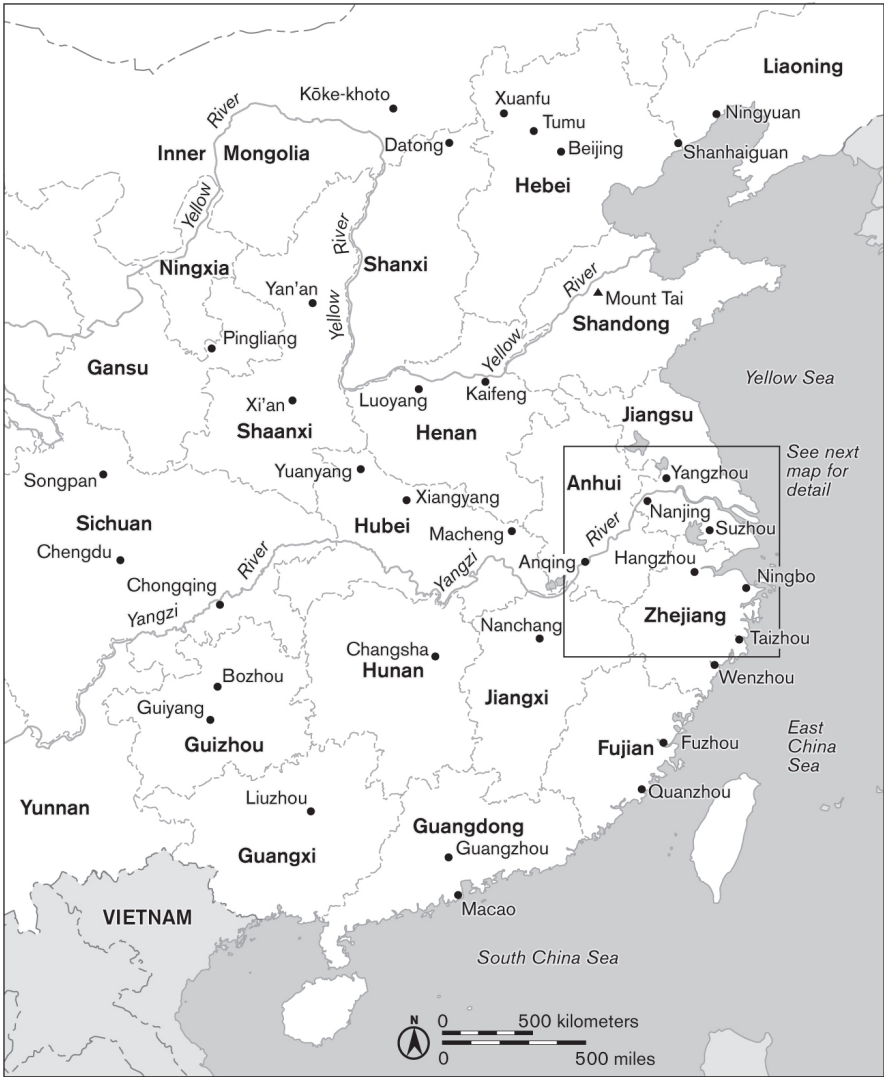 Liaoning
Kōke-khoto
River
Xuanfu
Tumu
Ningyuan
Inner Mongolia
Datong
Beijing
Shanhaiguan
Hebei
Yellow
River
Ningxia
Shanxi
River
Yan'an
Mount Tai
Yellow
Shandong
Pingliang
Gansu
Yellow
Yellow Sea
Xi'an
Luoyang
Kaifeng
Shaanxi
Henan
Jiangsu
See next
map for
detail
Songpan
Yuanyang
Anhui
Yangzhou
Sichuan
Xiangyang
Nanjing
Hubei
Macheng
River
Suzhou
Chengdu
River
Yangzi
Anqing
Hangzhou
Chongqing
Ningbo
Yangzi
Zhejiang
Nanchang
Taizhou
Changsha
Hunan
Wenzhou
Bozhou
Jiangxi
Guiyang
Guizhou
Fujian
Fuzhou
East
China
Sea
Quanzhou
Yunnan
Liuzhou
Guangdong
Guangxi
Guangzhou
Macao
VIETNAM
South China Sea
N
0 500 kilometers
0 500 miles